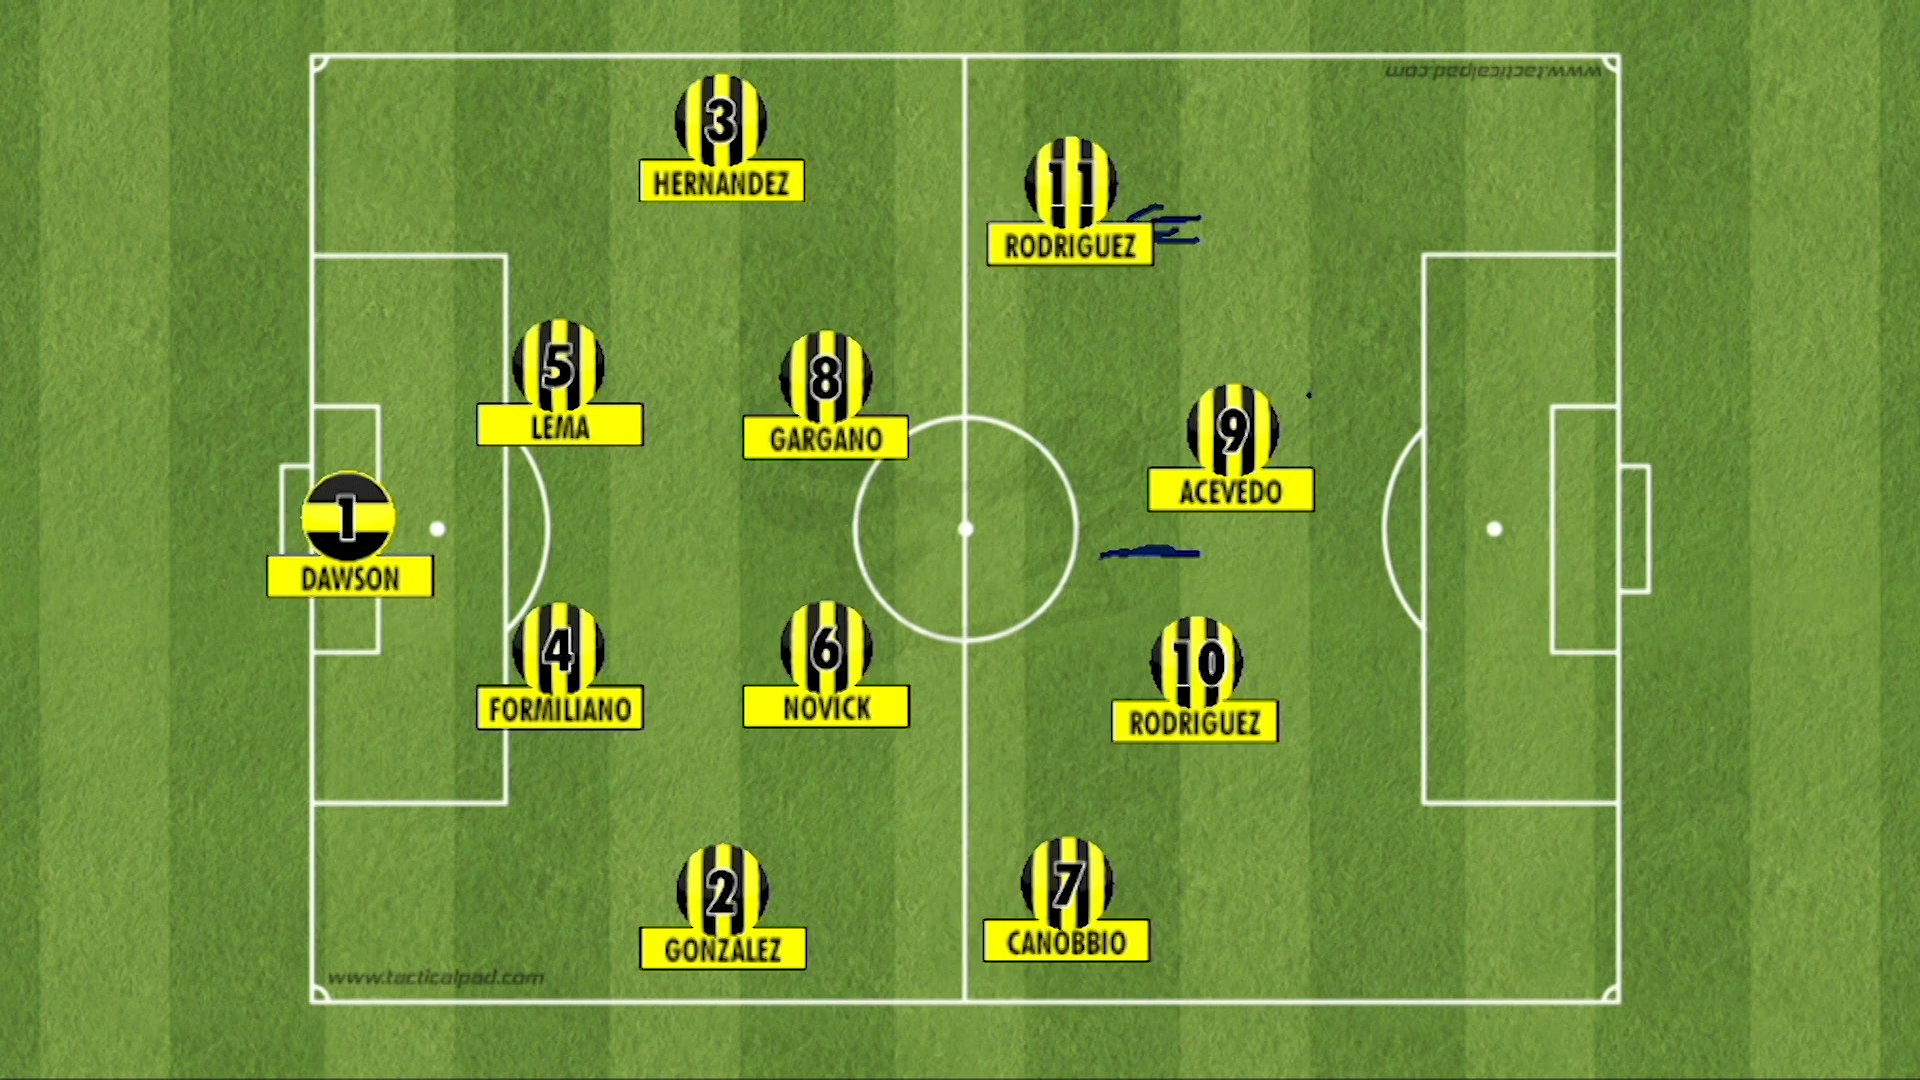 www.tacticalpad.com
3
HERNANDEZ
11
RODRIGUEZ
5
LEMA
8
GARGANO
9
ACEVEDO
1
DAWSON
4
FORMILIANO
6
NOVICK
10
RODRIGUEZ
2
GONZALEZ
7
CANOBBIO
www.tacticalpad.com